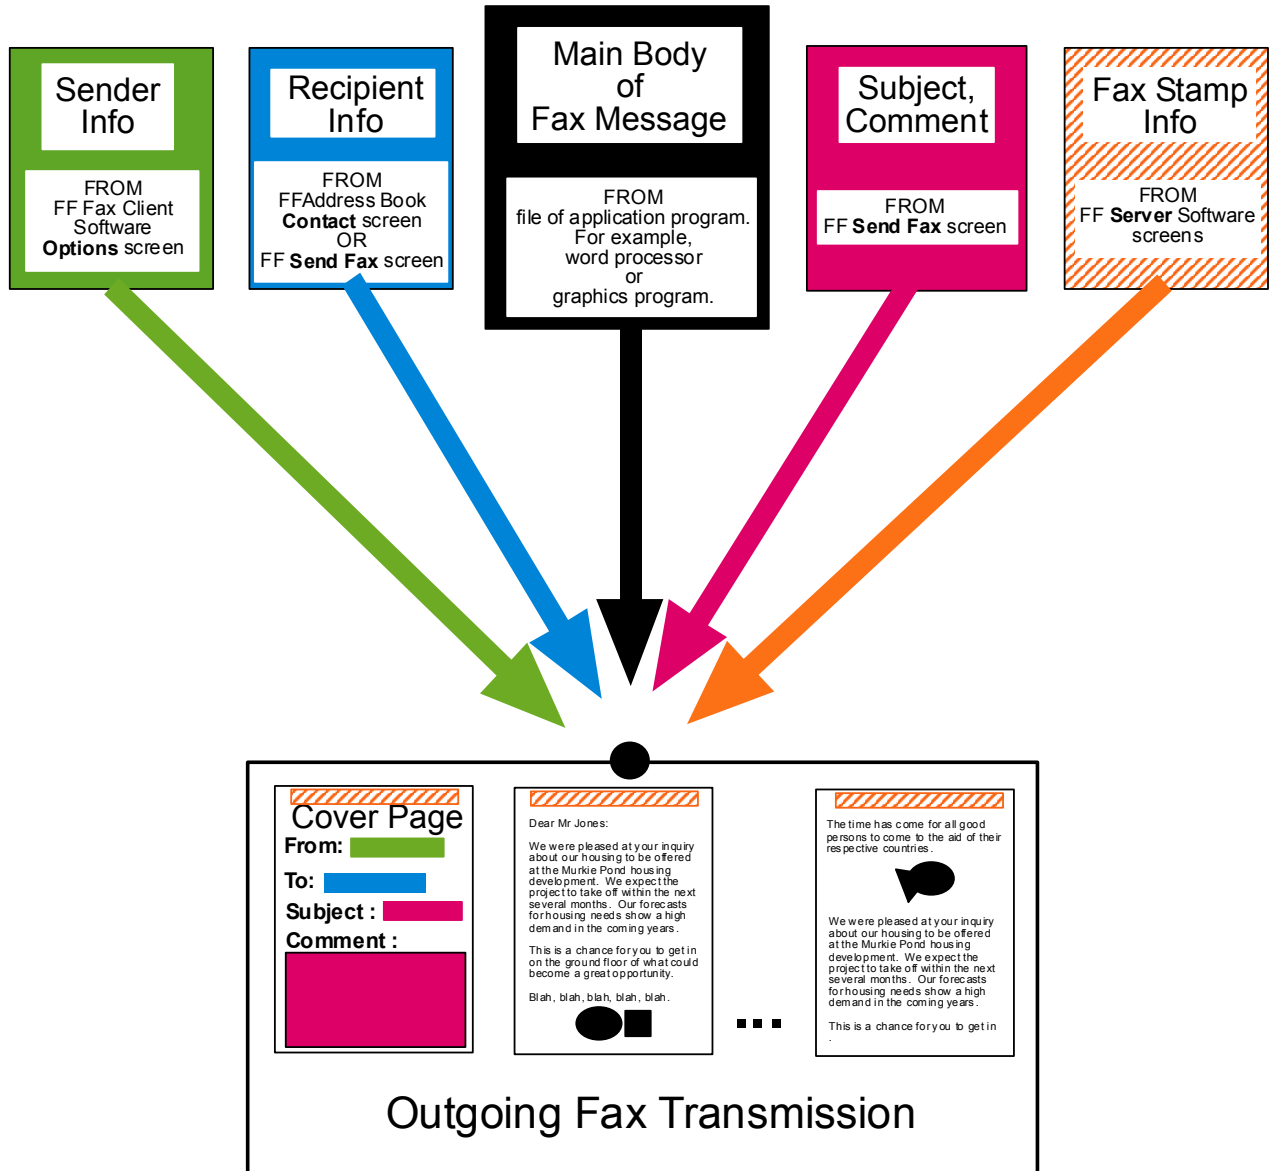 Sender
Info
FROM
FF Fax Client
Software
Options screen
Recipient
Info
FROM
FFAddress Book
Contact screen
OR
FF Send Fax screen
Main Body
of
Fax Message
FROM
file of application program.
For example,
word processor
or
graphics program.
Subject,
Comment
FROM
FF Send Fax screen
Fax Stamp
Info
FROM
FF Server Software
screens
Cover Page
From:
To:
Subject :
Comment :
Dear Mr Jones:
We were pleased at your inquiry
about our housing to be offered
at the Murkie Pond housing
development. We expect the
project to take off within the next
several months. Our forecasts
for housing needs show a high
demand in the coming years.
This is a chance for you to get in
on the ground floor of what could
become a great opportunity.
Blah, blah, blah, blah, blah.
...
The time has come for all good
persons to come to the aid of their
respective countries.
We were pleased at your inquiry
about our housing to be offered
at the Murkie Pond housing
development. We expect the
project to take off within the next
several months. Our forecasts
for housing needs show a high
demand in the coming years.
This is a chance for you to get in
.
Outgoing Fax Transmission